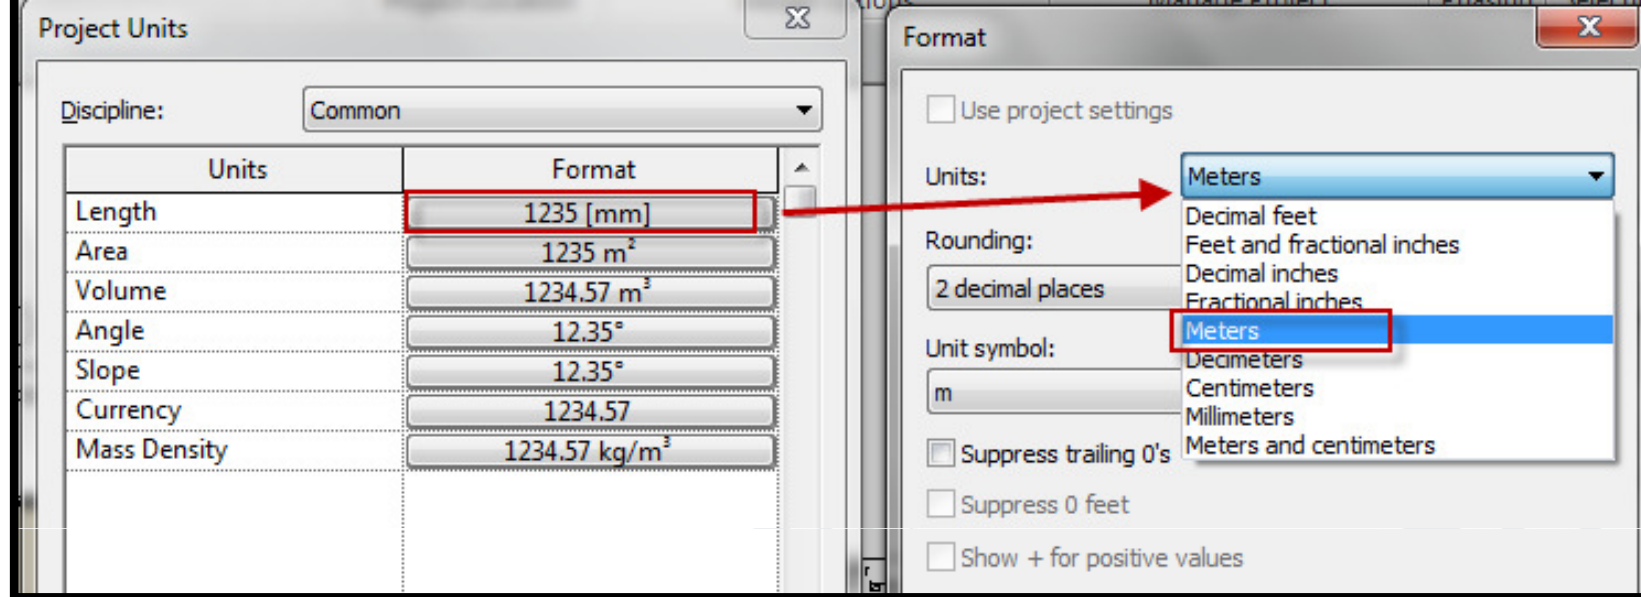 Project Units
Discipline:
Common
Units
Format
Length
1235 [mm]
Area
1235 m²
Volume
1234.57 m³
Angle
12.35°
Slope
12.35°
Currency
1234.57
Mass Density
1234.57 kg/m³
Format
Use project settings
Units:
Meters
Decimal feet
Feet and fractional inches
Decimal inches
Fractional inches
Meters
Decimeters
Centimeters
Millimeters
Meters and centimeters
Rounding:
2 decimal places
Unit symbol:
m
Suppress trailing 0's
Suppress 0 feet
Show + for positive values